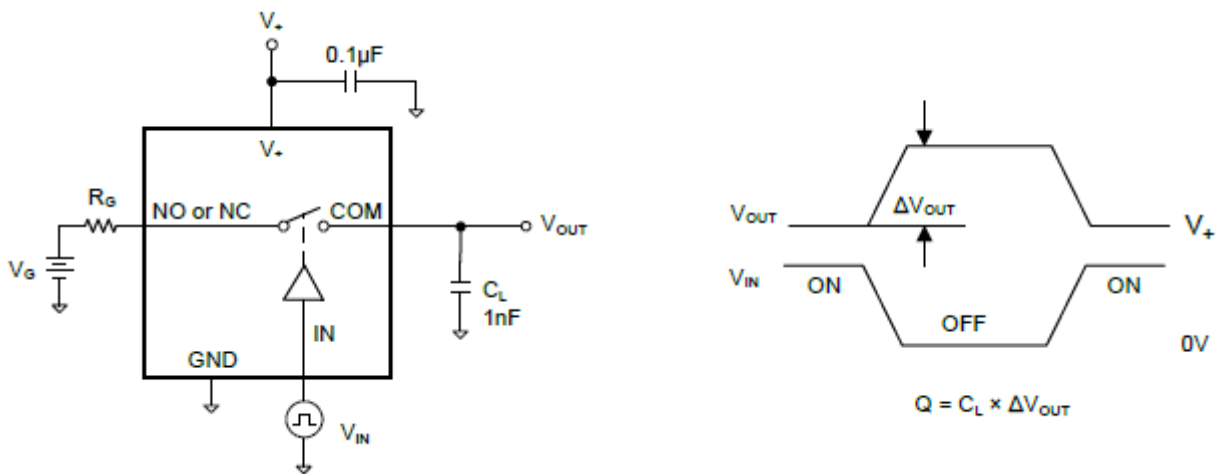 V+
0.1µF
V+
RG
NO or NC
COM
VOUT
VG
CL
1nF
IN
GND
VIN
VOUT
ΔVOUT
V+
VIN
ON
OFF
ON
0V
Q = CL × ΔVOUT